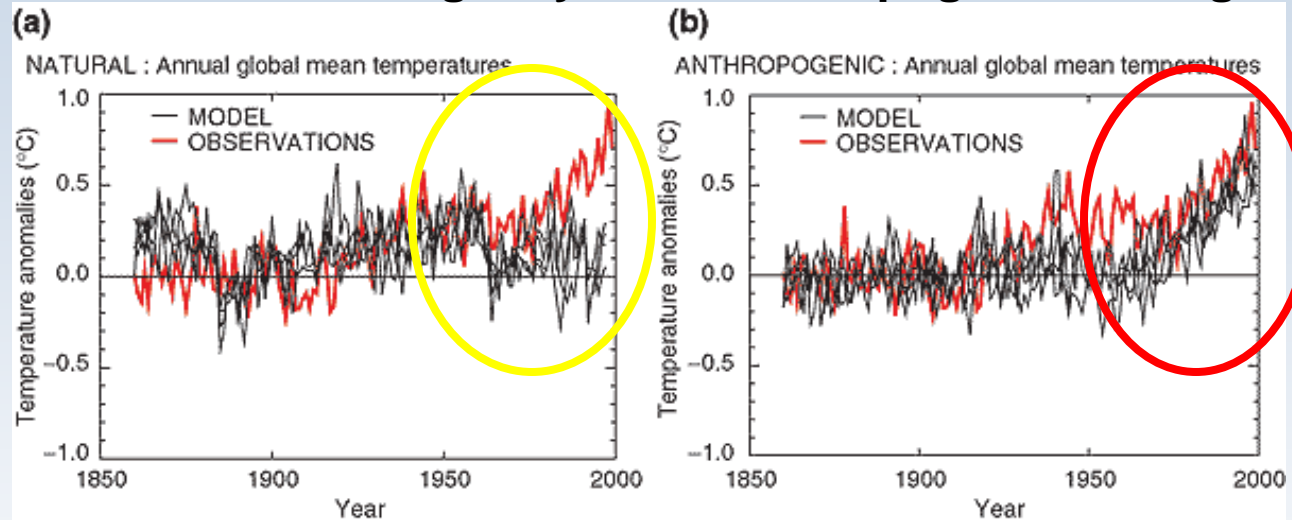 (a)
NATURAL : Annual global mean temperatures
1.0
0.5
0.0
−0.5
−1.0
Temperature anomalies (°C)
MODEL
OBSERVATIONS
1850
1900
1950
2000
Year
(b)
ANTHROPOGENIC : Annual global mean temperatures
1.0
0.5
0.0
−0.5
−1.0
Temperature anomalies (°C)
MODEL
OBSERVATIONS
1850
1900
1950
2000
Year